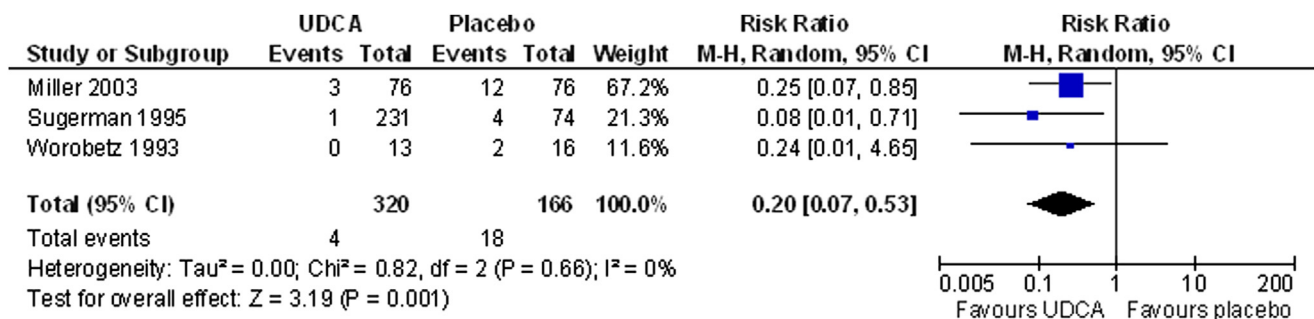 UDCA Placebo Risk Ratio Risk Ratio
Study or Subgroup Events Total Events Total Weight M-H, Random, 95% CI M-H, Random, 95% CI
Miller 2003 3 76 12 76 67.2% 0.25 [0.07, 0.85]
Sugerman 1995 1 231 4 74 21.3% 0.08 [0.01, 0.71]
Worobetz 1993 0 13 2 16 11.6% 0.24 [0.01, 4.65]
Total (95% CI) 320 166 100.0% 0.20 [0.07, 0.53]
Total events 4 18
Heterogeneity: Tau² = 0.00; Chi² = 0.82, df = 2 (P = 0.66); I² = 0%
Test for overall effect: Z = 3.19 (P = 0.001)
0.005 0.1 1 10 200
Favours UDCA Favours placebo